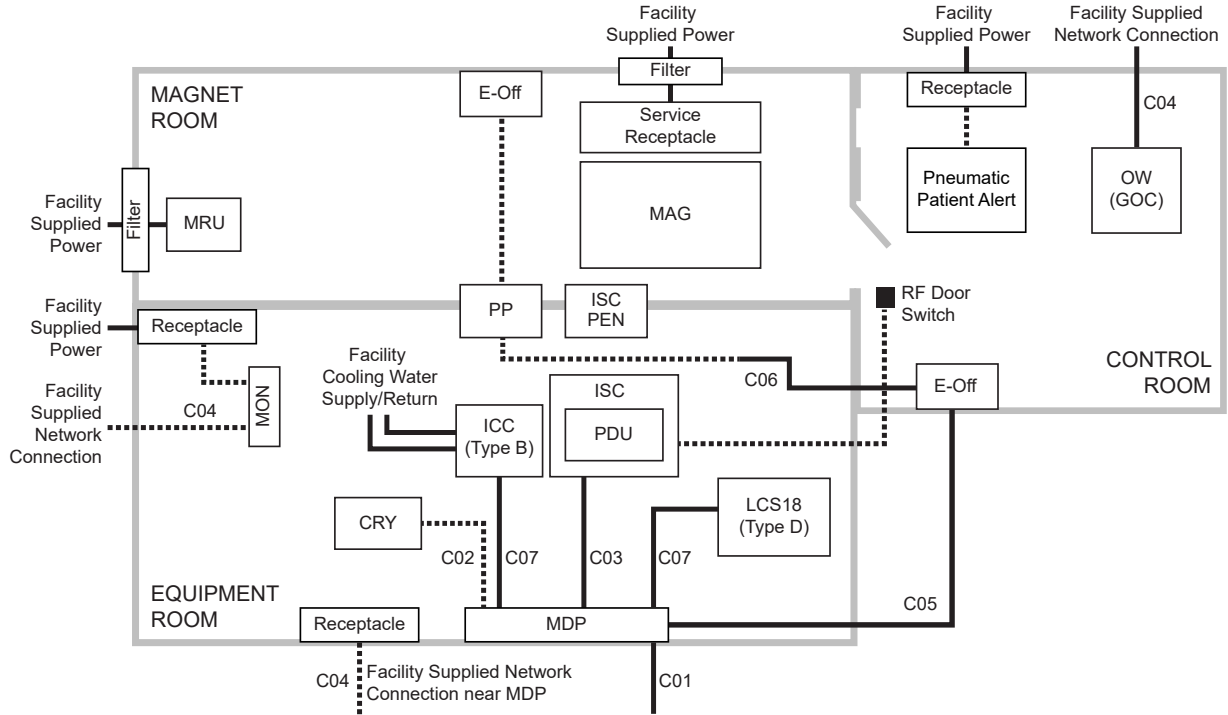 Facility
Supplied Power
Facility
Supplied Power
Facility Supplied
Network Connection
MAGNET
ROOM
E-Off
Filter
Service
Receptacle
MAG
Receptacle
C04
Pneumatic
Patient Alert
OW
(GOC)
Facility
Supplied
Power
Filter
MRU
PP
ISC
PEN
RF Door
Switch
Facility
Supplied
Power
Receptacle
Facility
Cooling Water
Supply/Return
C06
CONTROL
ROOM
E-Off
Facility
Supplied
Network
Connection
C04
MON
ICC
(Type B)
ISC
PDU
CRY
LCS18
(Type D)
C02
C07
C03
C07
C05
EQUIPMENT
ROOM
Receptacle
MDP
C04
Facility Supplied Network
Connection near MDP
C01